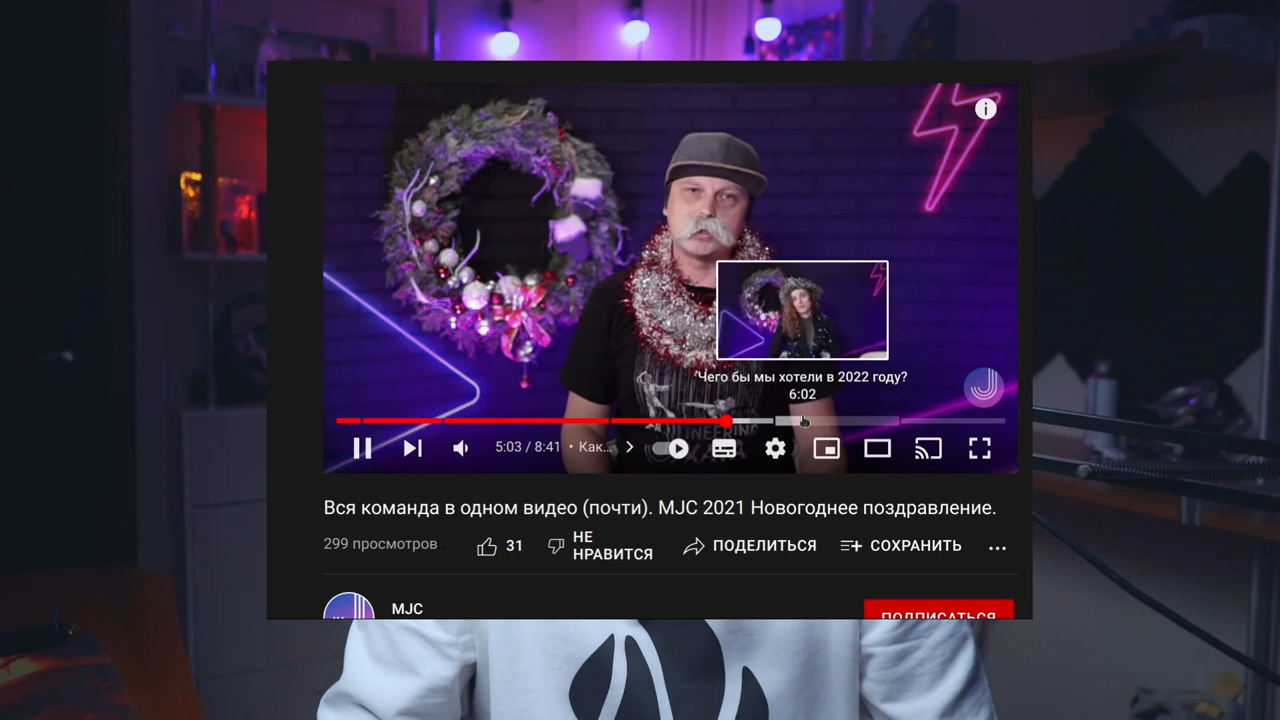 Чего бы мы хотели в 2022 году?
6:02
5:03 / 8:41 • Как...
Вся команда в одном видео (почти). MJC 2021 Новогоднее поздравление.
299 просмотров
31
НЕ
НРАВИТСЯ
ПОДЕЛИТЬСЯ
СОХРАНИТЬ
MJC
ПОДПИСАТЬСЯ